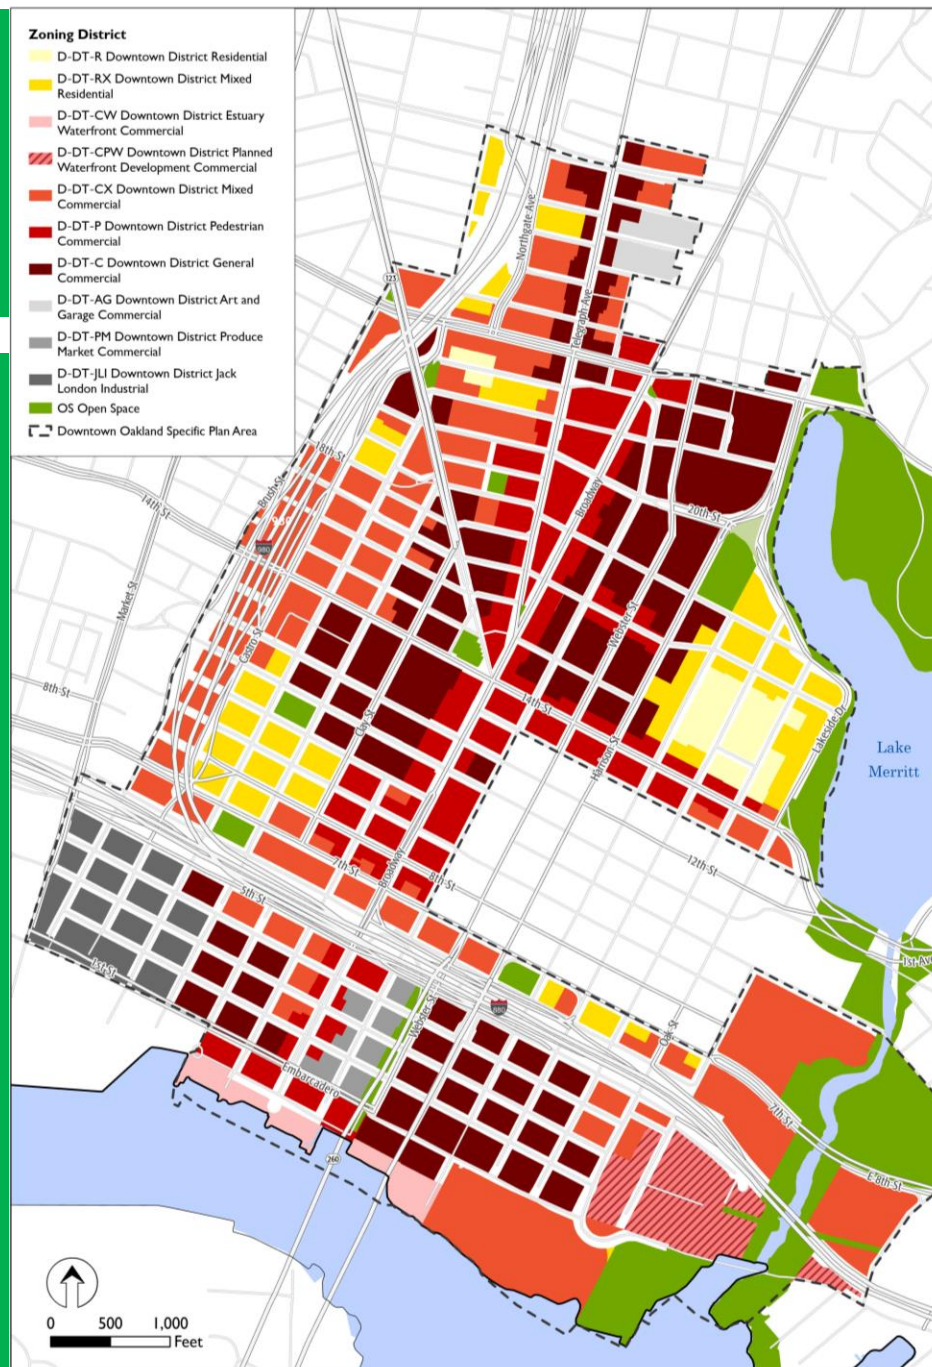 Zoning District
D-DT-R Downtown District Residential
D-DT-RX Downtown District Mixed
Residential
D-DT-CW Downtown District Estuary
Waterfront Commercial
D-DT-CPW Downtown District Planned
Waterfront Development Commercial
D-DT-CX Downtown District Mixed
Commercial
D-DT-P Downtown District Pedestrian
Commercial
D-DT-C Downtown District General
Commercial
D-DT-AG Downtown District Art and
Garage Commercial
D-DT-PM Downtown District Produce
Market Commercial
D-DT-JLI Downtown District Jack
London Industrial
OS Open Space
Downtown Oakland Specific Plan Area
Northgate Ave
123
Telegraph Ave
18th St
Brush St
Broadway
14th St
20th St
980
980
Market St
Webster St
Castro St
8th St
14th St
Clay St
Harrison St
Lakeside Dr
Lake
Merritt
7th St
Broadway
8th St
12th St
5th St
1st Ave
1st St
Webster St
880
Oak St
Embarcadero
7th St
260
E 8th St
0 500 1,000
Feet